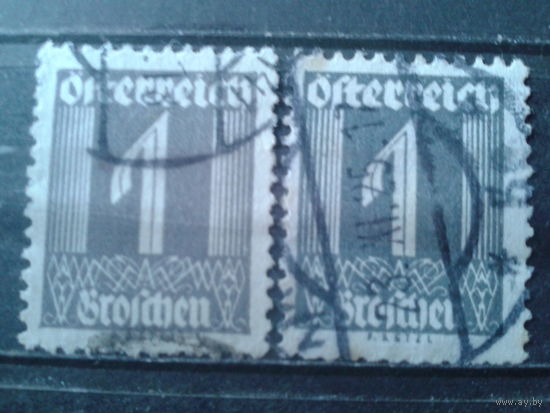 Österreich
1
Groschen
Österreich
1
Groschen
www.ay.by